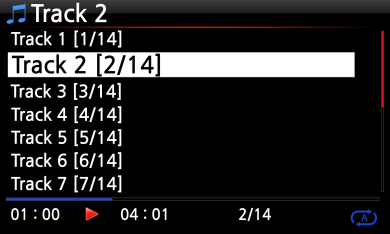 Track 2
Track 1 [1/14]
Track 2 [2/14]
Track 3 [3/14]
Track 4 [4/14]
Track 5 [5/14]
Track 6 [6/14]
Track 7 [7/14]
01 : 00 04 : 01 2/14 A